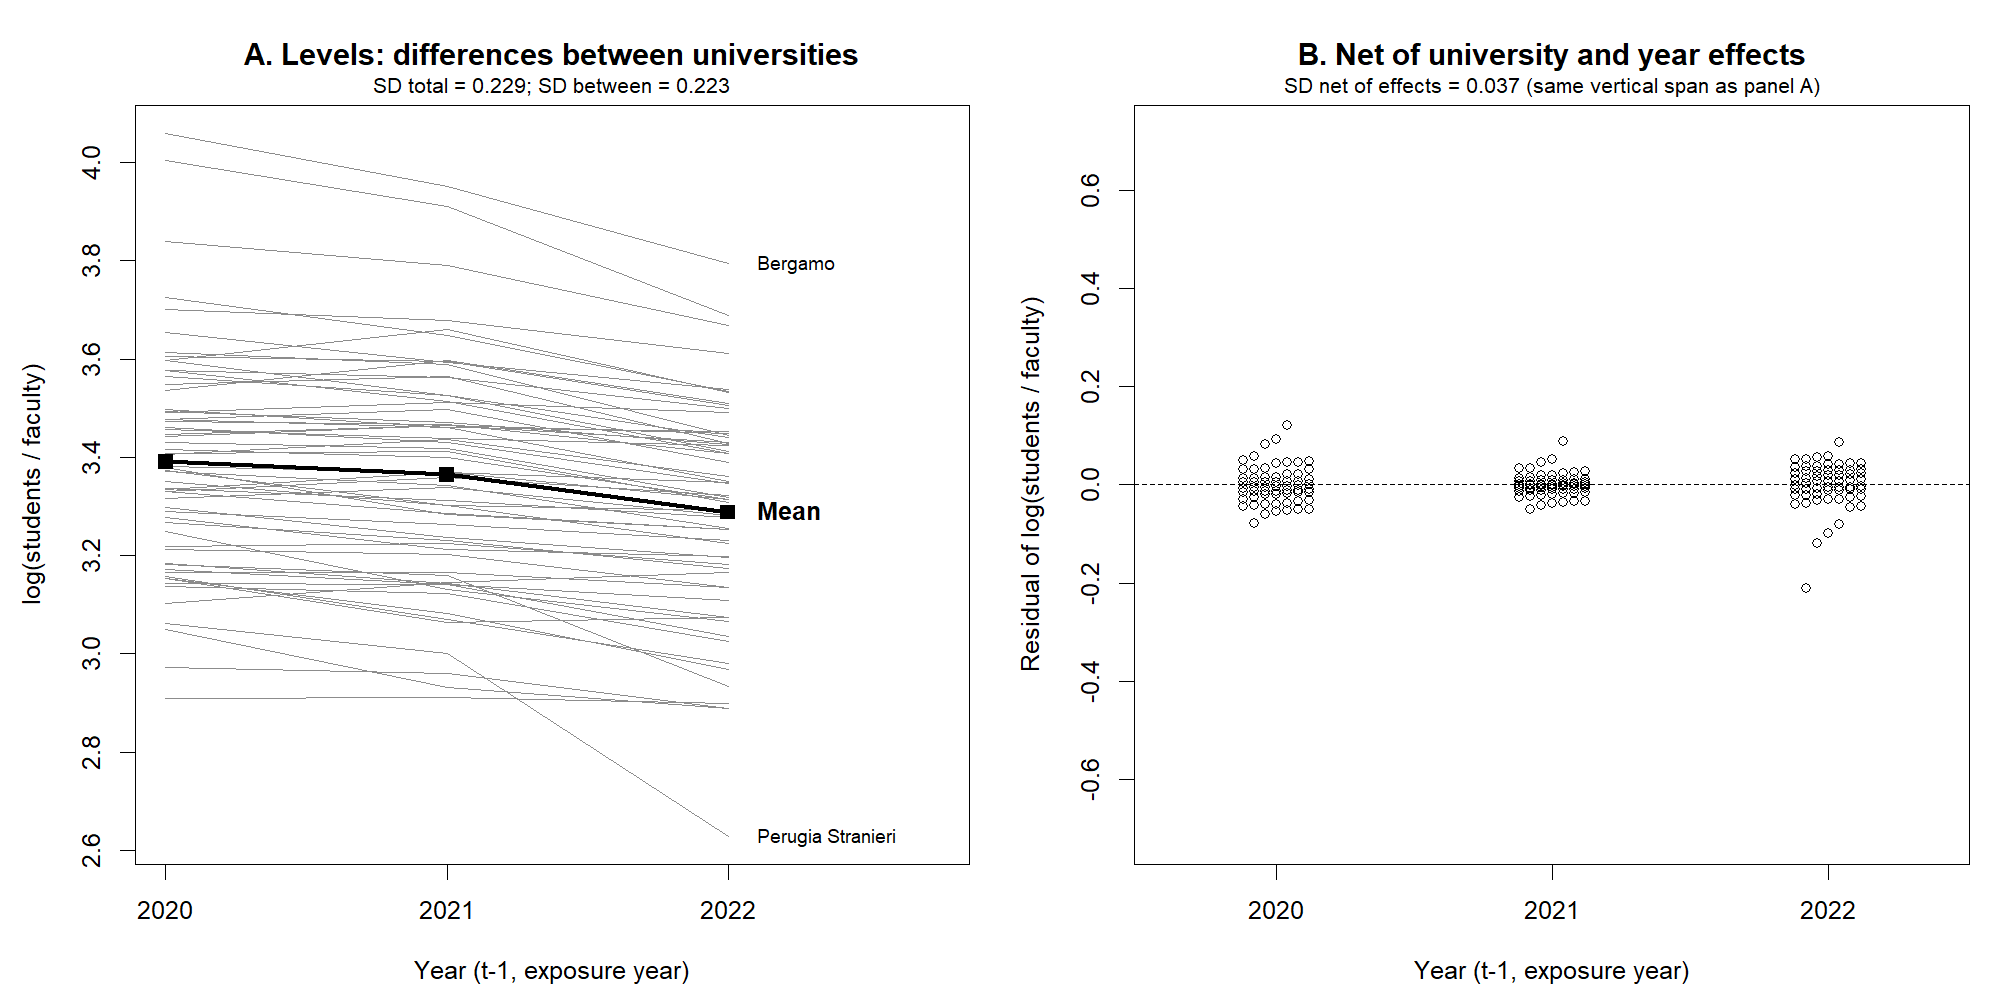 A. Levels: differences between universities
SD total = 0.229; SD between = 0.223
log(students / faculty)
4.0
3.8
3.6
3.4
3.2
3.0
2.8
2.6
Bergamo
Mean
Perugia Stranieri
2020 2021 2022
Year (t-1, exposure year)
B. Net of university and year effects
SD net of effects = 0.037 (same vertical span as panel A)
Residual of log(students / faculty)
0.6
0.4
0.2
0.0
-0.2
-0.4
-0.6
2020 2021 2022
Year (t-1, exposure year)